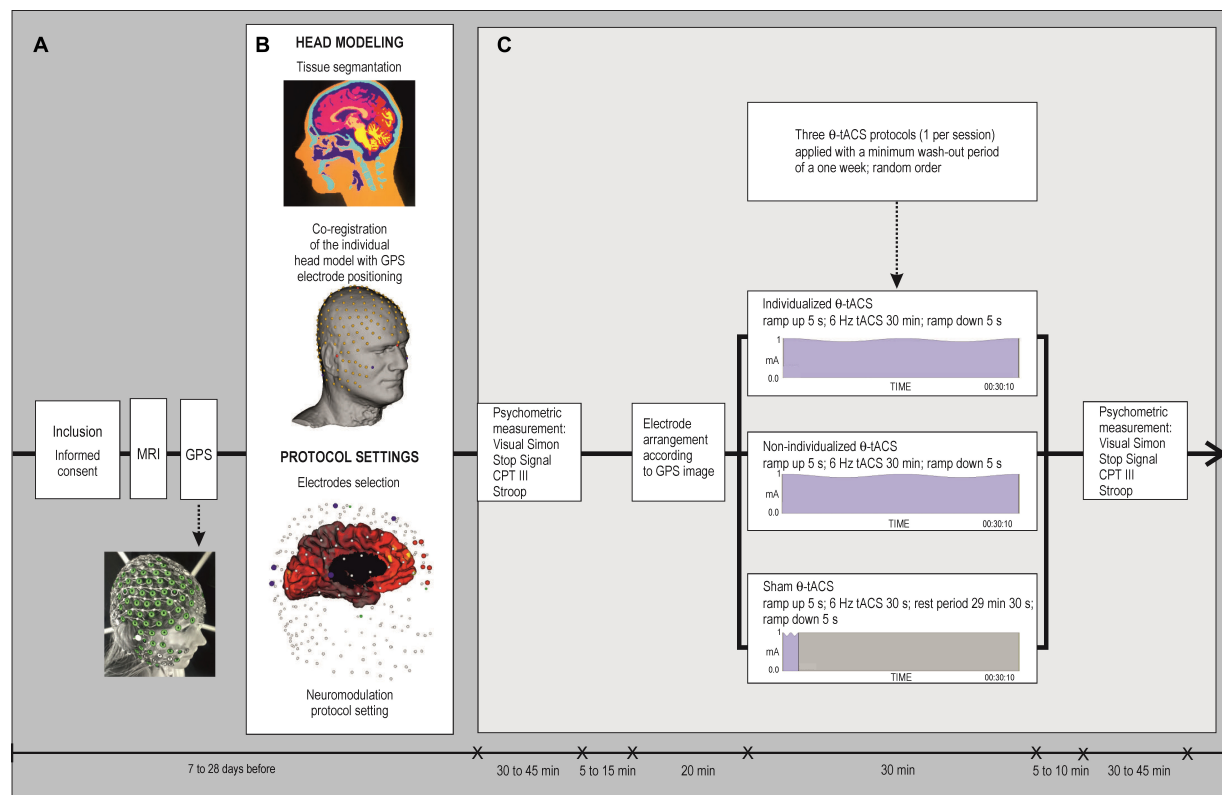 A
Inclusion
Informed
consent
MRI
GPS
B
HEAD MODELING
Tissue segmantation
Co-registration
of the individual
head model with GPS
electrode positioning
PROTOCOL SETTINGS
Electrodes selection
Neuromodulation
protocol setting
C
Psychometric
measurement:
Visual Simon
Stop Signal
CPT III
Stroop
Electrode
arrangement
according
to GPS image
Three θ-tACS protocols (1 per session)
applied with a minimum wash-out period
of a one week; random order
Individualized θ-tACS
ramp up 5 s; 6 Hz tACS 30 min; ramp down 5 s
1
mA
0.0
TIME
00:30:10
Non-individualized θ-tACS
ramp up 5 s; 6 Hz tACS 30 min; ramp down 5 s
1
mA
0.0
TIME
00:30:10
Sham θ-tACS
ramp up 5 s; 6 Hz tACS 30 s; rest period 29 min 30 s;
ramp down 5 s
1
mA
0.0
TIME
00:30:10
Psychometric
measurement:
Visual Simon
Stop Signal
CPT III
Stroop
X X X X X X X
7 to 28 days before
30 to 45 min
5 to 15 min
20 min
30 min
5 to 10 min
30 to 45 min